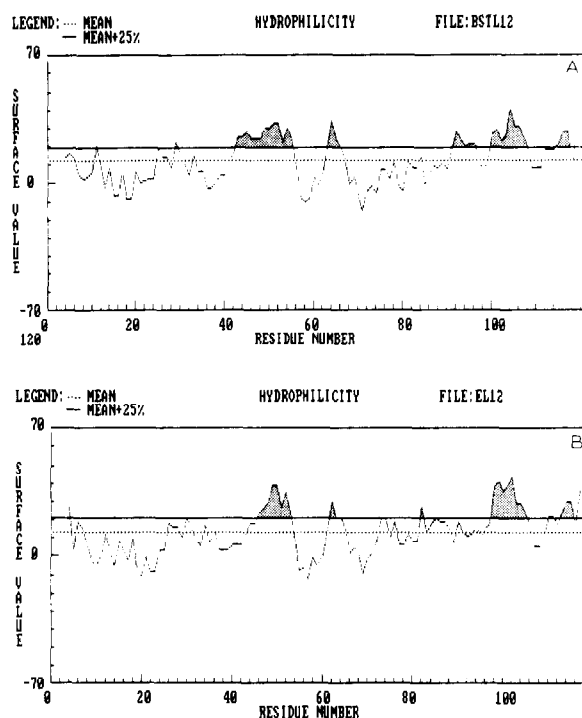 LEGEND: ···· MEAN HYDROPHILICITY FILE:BSTL12
— MEAN+25%
70
A
SURFACE VALUE
0
-70
0 20 40 60 80 100
120
RESIDUE NUMBER
LEGEND: ···· MEAN HYDROPHILICITY FILE:EL12
— MEAN+25%
70
B
SURFACE VALUE
0
-70
0 20 40 60 80 100
RESIDUE NUMBER